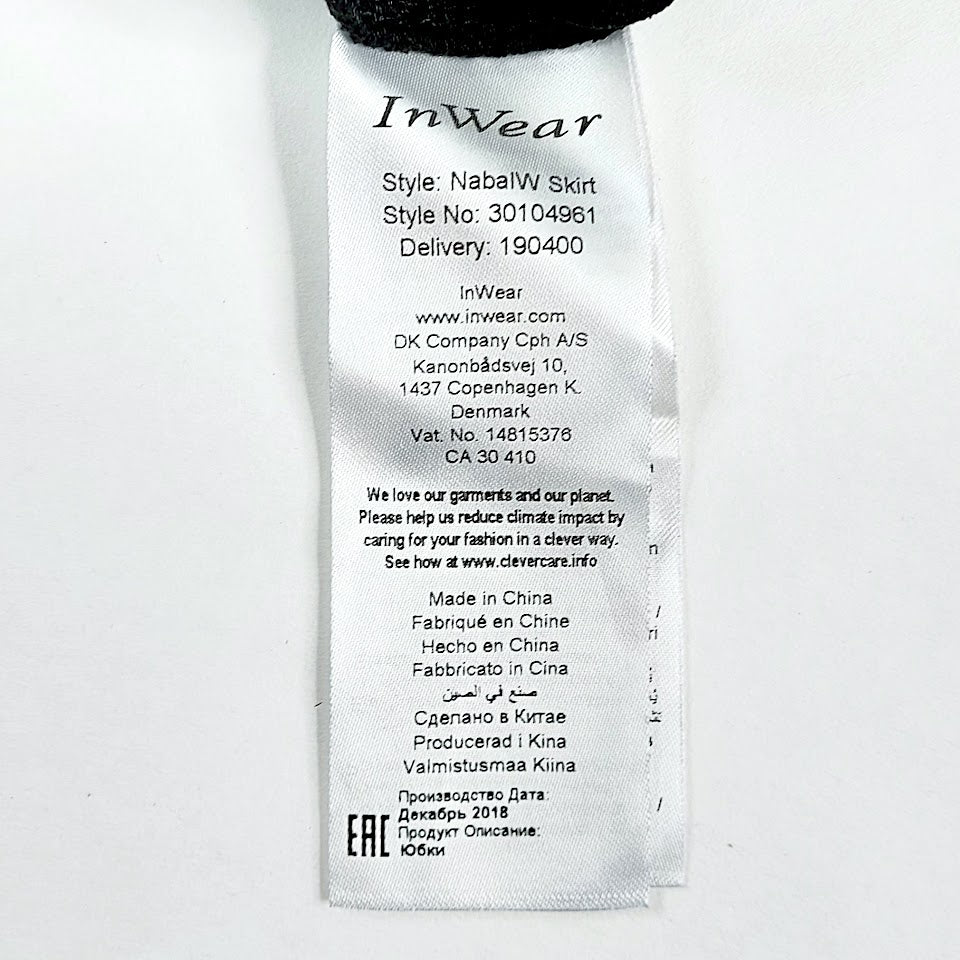 InWear
Style: NabaIW Skirt
Style No: 30104961
Delivery: 190400
InWear
www.inwear.com
DK Company Cph A/S
Kanonbådsvej 10,
1437 Copenhagen K.
Denmark
Vat. No. 14815376
CA 30 410
We love our garments and our planet.
Please help us reduce climate impact by
caring for your fashion in a clever way.
See how at www.clevercare.info
Made in China
Fabriqué en Chine
Hecho en China
Fabbricato in Cina
صنع في الصين
Сделано в Китае
Producerad i Kina
Valmistusmaa Kiina
Производство Дата:
Декабрь 2018
EAC Продукт Описание:
Юбки